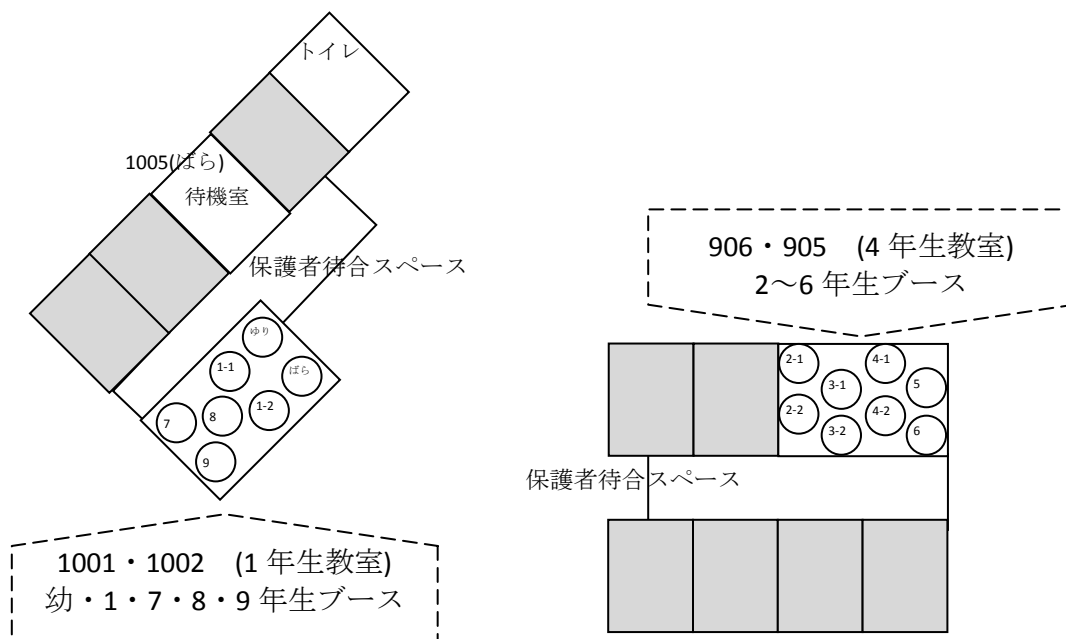 トイレ
1005(ばら)
待機室
保護者待合スペース
ゆり
1-1
ばら
1-2
7
8
9
1001・1002　(1 年生教室)
幼・1・7・8・9 年生ブース
906・905　(4 年生教室)
2～6 年生ブース
2-1
4-1
3-1
5
2-2
4-2
3-2
6
保護者待合スペース